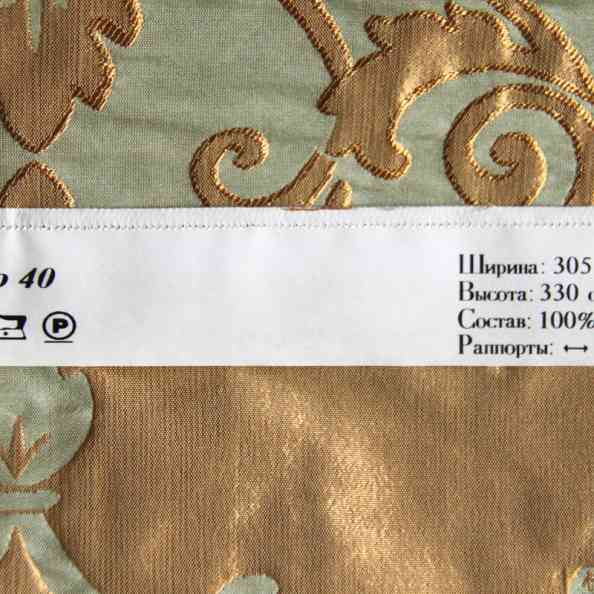 40
Ширина: 305
Высота: 330
Состав: 100%
Раппорты: ↔
P